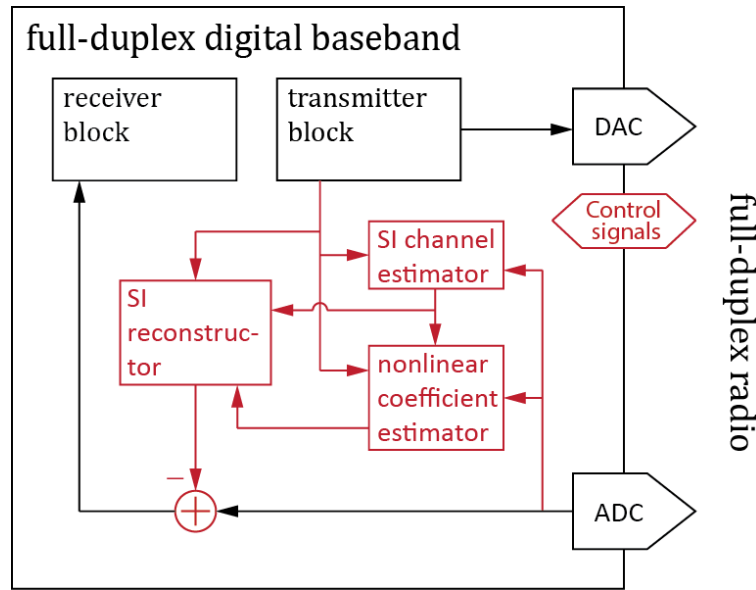 full-duplex digital baseband
receiver
block
transmitter
block
DAC
Control
signals
full-duplex radio
SI channel
estimator
SI
reconstruc-
tor
nonlinear
coefficient
estimator
−
+
ADC